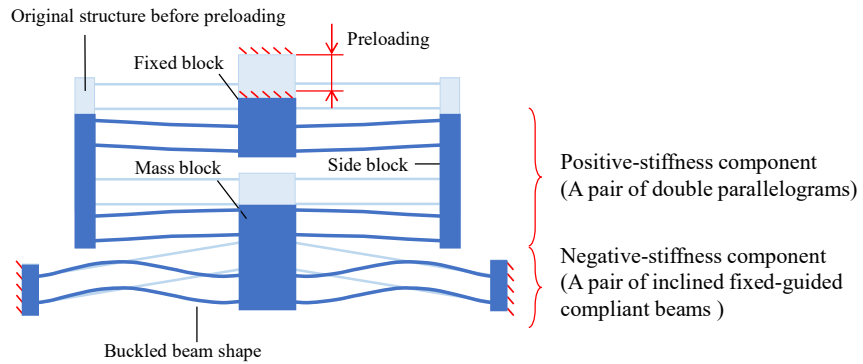 Original structure before preloading
Preloading
Fixed block
Mass block
Side block
Positive-stiffness component
(A pair of double parallelograms)
Negative-stiffness component
(A pair of inclined fixed-guided
compliant beams )
Buckled beam shape